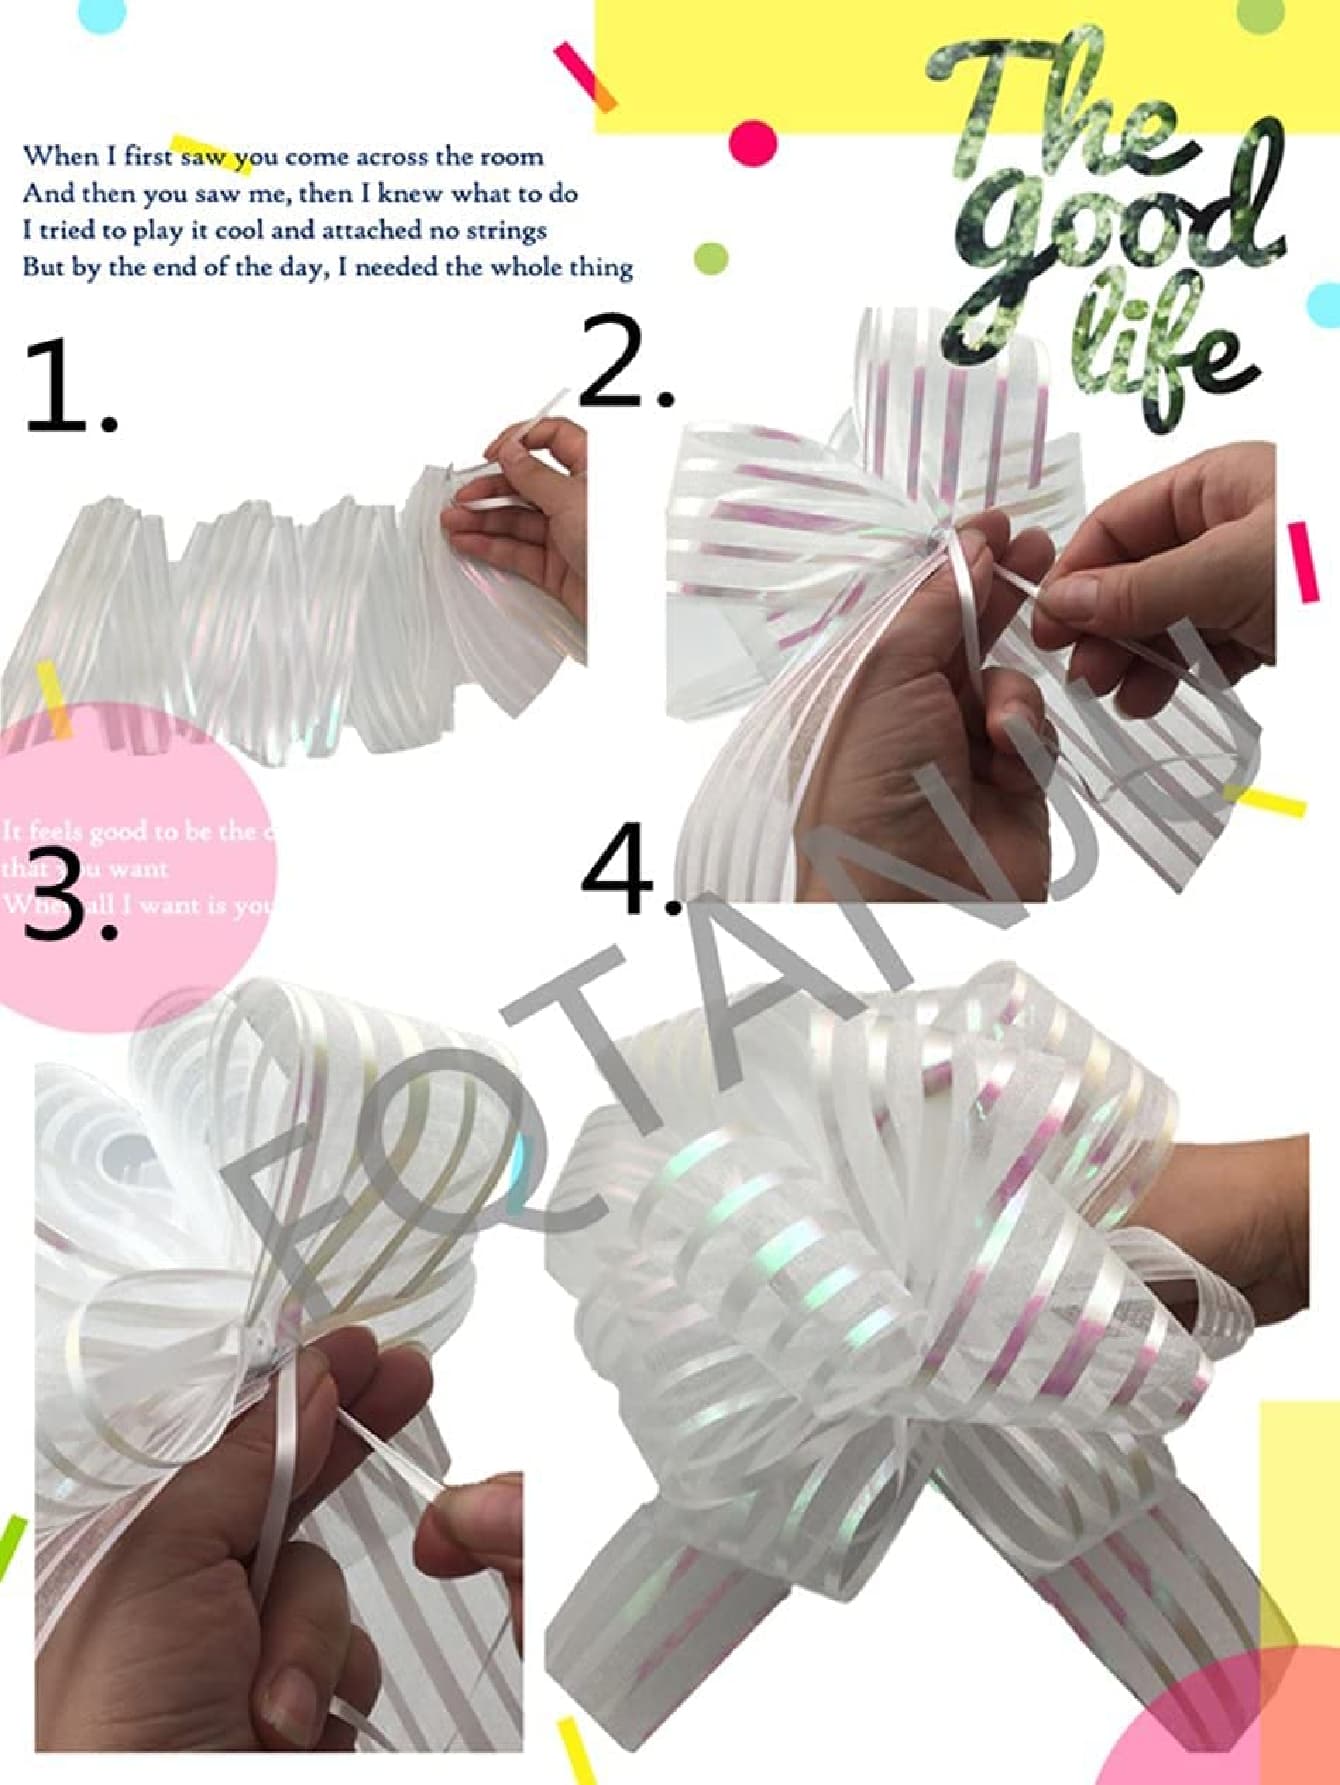 The
good
life
When I first saw you come across the room
And then you saw me, then I knew what to do
I tried to play it cool and attached no strings
But by the end of the day, I needed the whole thing
1.
2.
It feels good to be the
that you want
When all I want is you
3.
4.
FQTANJU